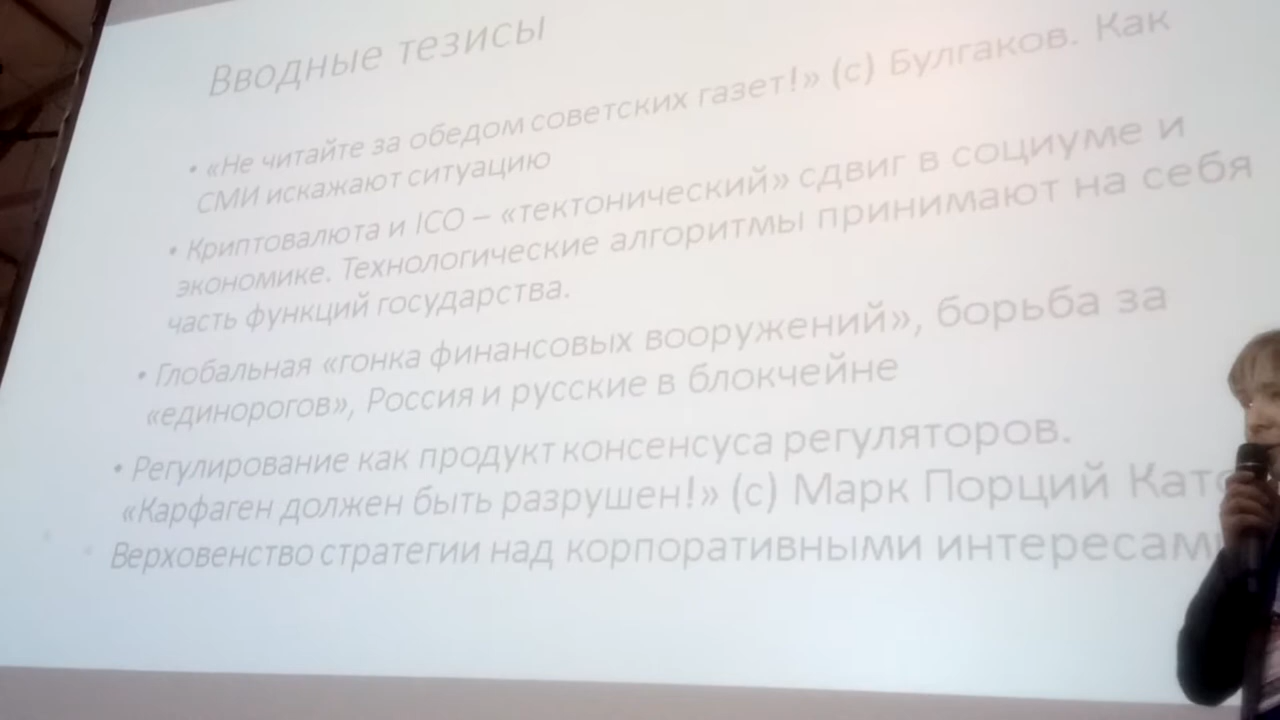 Вводные тезисы
• «Не читайте за обедом советских газет!» (с) Булгаков. Как
СМИ искажают ситуацию
• Криптовалюта и ICO – «тектонический» сдвиг в социуме и
экономике. Технологические алгоритмы принимают на себя
часть функций государства.
• Глобальная «гонка финансовых вооружений», борьба за
«единорогов», Россия и русские в блокчейне
• Регулирование как продукт консенсуса регуляторов.
«Карфаген должен быть разрушен!» (с) Марк Порций
Верховенство стратегии над корпоративными